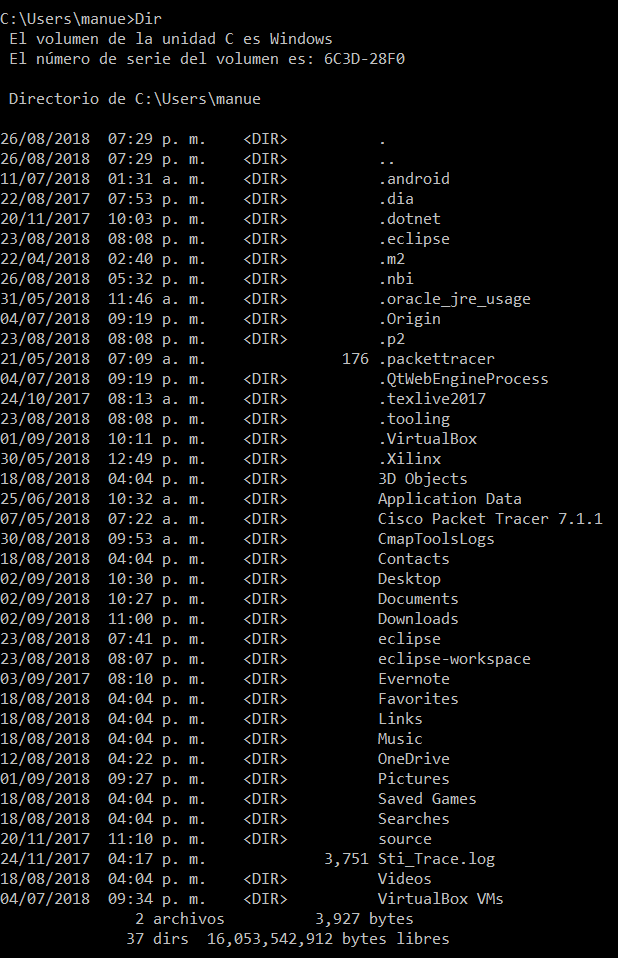 C:\Users\manue>Dir
El volumen de la unidad C es Windows
El número de serie del volumen es: 6C3D-28F0
Directorio de C:\Users\manue
26/08/2018 07:29 p. m. <DIR> .
26/08/2018 07:29 p. m. <DIR> ..
11/07/2018 01:31 a. m. <DIR> .android
22/08/2017 07:53 p. m. <DIR> .dia
20/11/2017 10:03 p. m. <DIR> .dotnet
23/08/2018 08:08 p. m. <DIR> .eclipse
22/04/2018 02:40 p. m. <DIR> .m2
26/08/2018 05:32 p. m. <DIR> .nbi
31/05/2018 11:46 a. m. <DIR> .oracle_jre_usage
04/07/2018 09:19 p. m. <DIR> .Origin
23/08/2018 08:08 p. m. <DIR> .p2
21/05/2018 07:09 a. m. 176 .packettracer
04/07/2018 09:19 p. m. <DIR> .QtWebEngineProcess
24/10/2017 08:13 a. m. <DIR> .texlive2017
23/08/2018 08:08 p. m. <DIR> .tooling
01/09/2018 10:11 p. m. <DIR> .VirtualBox
30/05/2018 12:49 p. m. <DIR> .Xilinx
18/08/2018 04:04 p. m. <DIR> 3D Objects
25/06/2018 10:32 a. m. <DIR> Application Data
07/05/2018 07:22 a. m. <DIR> Cisco Packet Tracer 7.1.1
30/08/2018 09:53 a. m. <DIR> CmapToolsLogs
18/08/2018 04:04 p. m. <DIR> Contacts
02/09/2018 10:30 p. m. <DIR> Desktop
02/09/2018 10:27 p. m. <DIR> Documents
02/09/2018 11:00 p. m. <DIR> Downloads
23/08/2018 07:41 p. m. <DIR> eclipse
23/08/2018 08:07 p. m. <DIR> eclipse-workspace
03/09/2017 08:10 p. m. <DIR> Evernote
18/08/2018 04:04 p. m. <DIR> Favorites
18/08/2018 04:04 p. m. <DIR> Links
18/08/2018 04:04 p. m. <DIR> Music
12/08/2018 04:22 p. m. <DIR> OneDrive
01/09/2018 09:27 p. m. <DIR> Pictures
18/08/2018 04:04 p. m. <DIR> Saved Games
18/08/2018 04:04 p. m. <DIR> Searches
20/11/2017 11:10 p. m. <DIR> source
24/11/2017 04:17 p. m. 3,751 Sti_Trace.log
18/08/2018 04:04 p. m. <DIR> Videos
04/07/2018 09:34 p. m. <DIR> VirtualBox VMs
2 archivos 3,927 bytes
37 dirs 16,053,542,912 bytes libres